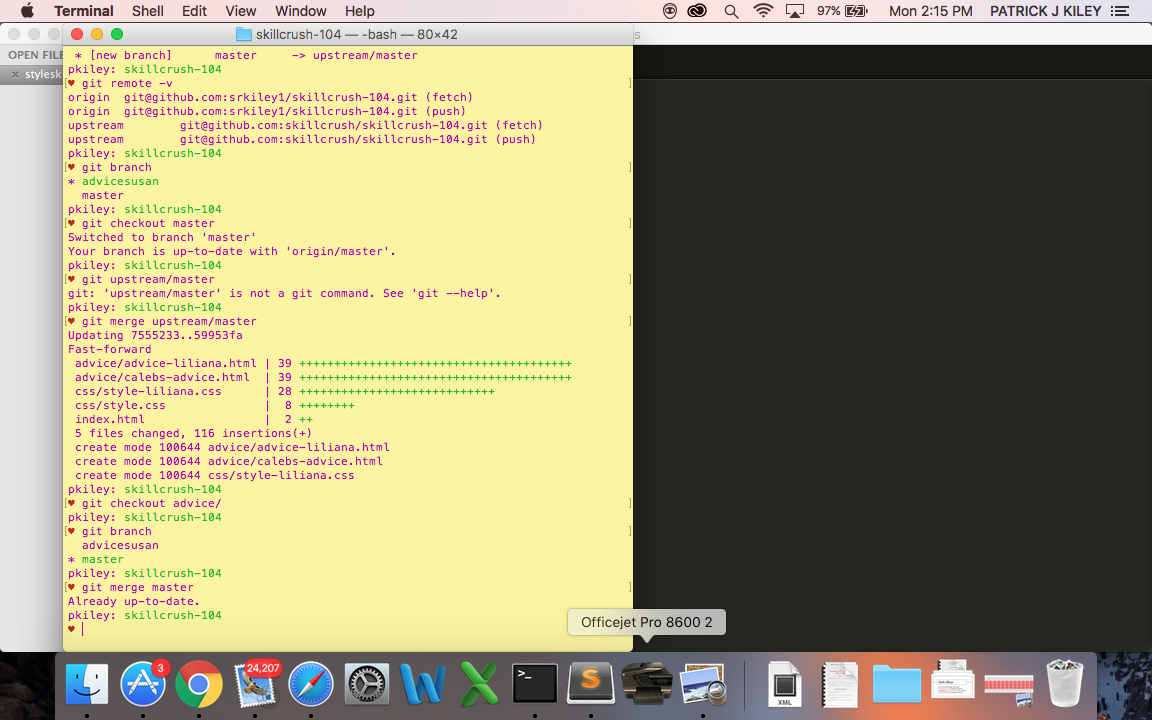 Terminal Shell Edit View Window Help 97% Mon 2:15 PM PATRICK J KILEY
skillcrush-104 — -bash — 80×42
s
OPEN FILE
× stylesk
* [new branch] master -> upstream/master
pkiley: skillcrush-104
[♥ git remote -v ]
origin git@github.com:srkiley1/skillcrush-104.git (fetch)
origin git@github.com:srkiley1/skillcrush-104.git (push)
upstream git@github.com:skillcrush/skillcrush-104.git (fetch)
upstream git@github.com:skillcrush/skillcrush-104.git (push)
pkiley: skillcrush-104
[♥ git branch ]
* advicesusan
master
pkiley: skillcrush-104
[♥ git checkout master ]
Switched to branch 'master'
Your branch is up-to-date with 'origin/master'.
pkiley: skillcrush-104
[♥ git upstream/master ]
git: 'upstream/master' is not a git command. See 'git --help'.
pkiley: skillcrush-104
[♥ git merge upstream/master ]
Updating 7555233..59953fa
Fast-forward
advice/advice-liliana.html | 39 +++++++++++++++++++++++++++++++++++++++
advice/calebs-advice.html | 39 +++++++++++++++++++++++++++++++++++++++
css/style-liliana.css | 28 ++++++++++++++++++++++++++++
css/style.css | 8 ++++++++
index.html | 2 ++
5 files changed, 116 insertions(+)
create mode 100644 advice/advice-liliana.html
create mode 100644 advice/calebs-advice.html
create mode 100644 css/style-liliana.css
pkiley: skillcrush-104
[♥ git checkout advice/ ]
pkiley: skillcrush-104
[♥ git branch ]
advicesusan
* master
pkiley: skillcrush-104
[♥ git merge master ]
Already up-to-date.
pkiley: skillcrush-104
♥
Officejet Pro 8600 2
3
24,207
W
X
>_
S
XML